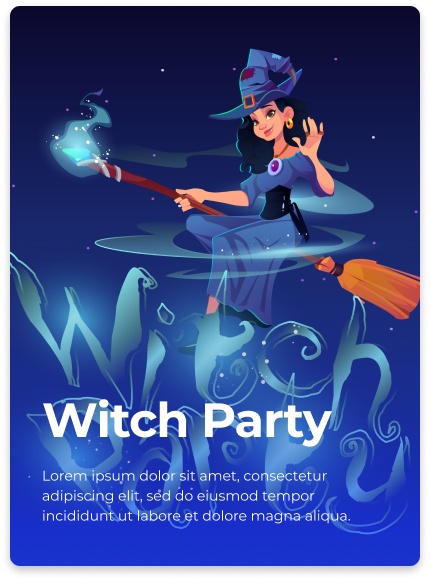 Witch
Party
Witch Party
Lorem ipsum dolor sit amet, consectetur
adipiscing elit, sed do eiusmod tempor
incididunt ut labore et dolore magna aliqua.